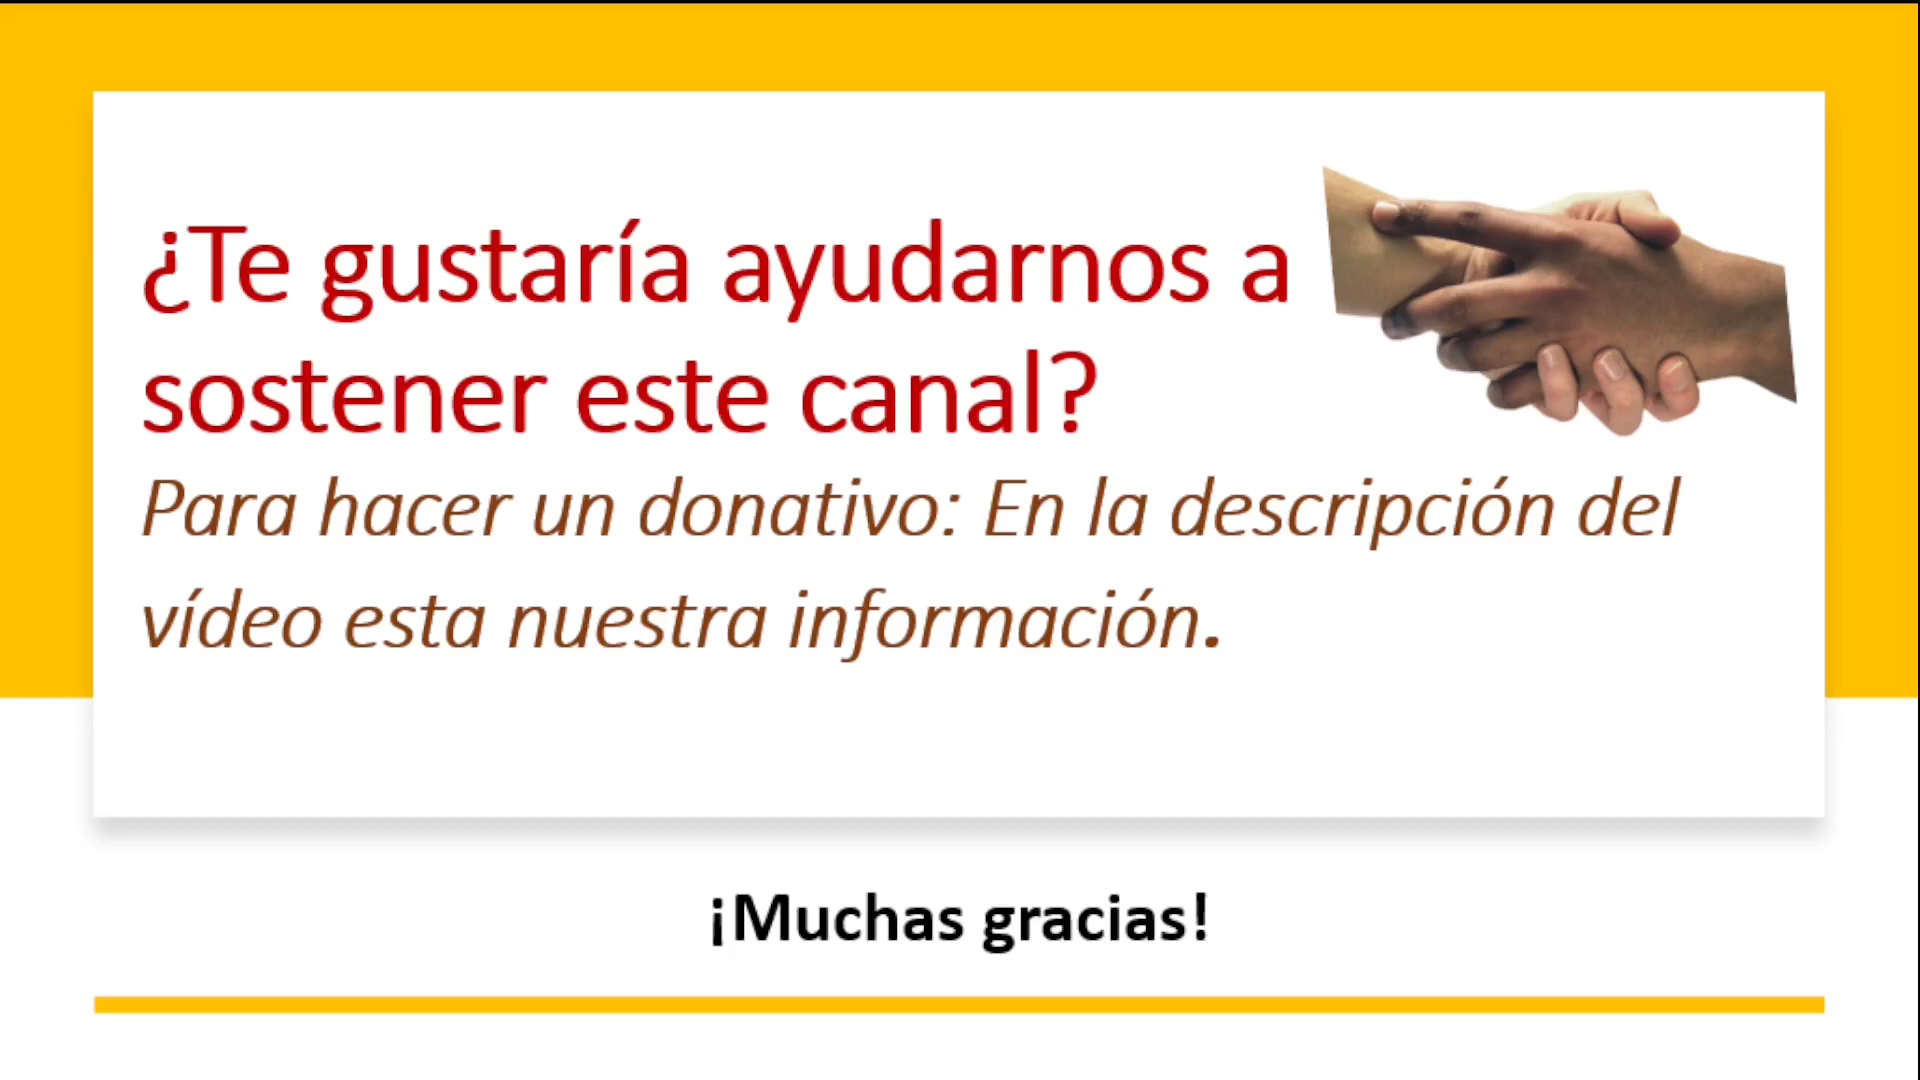 ¿Te gustaría ayudarnos a
sostener este canal?
Para hacer un donativo: En la descripción del
vídeo esta nuestra información.
¡Muchas gracias!